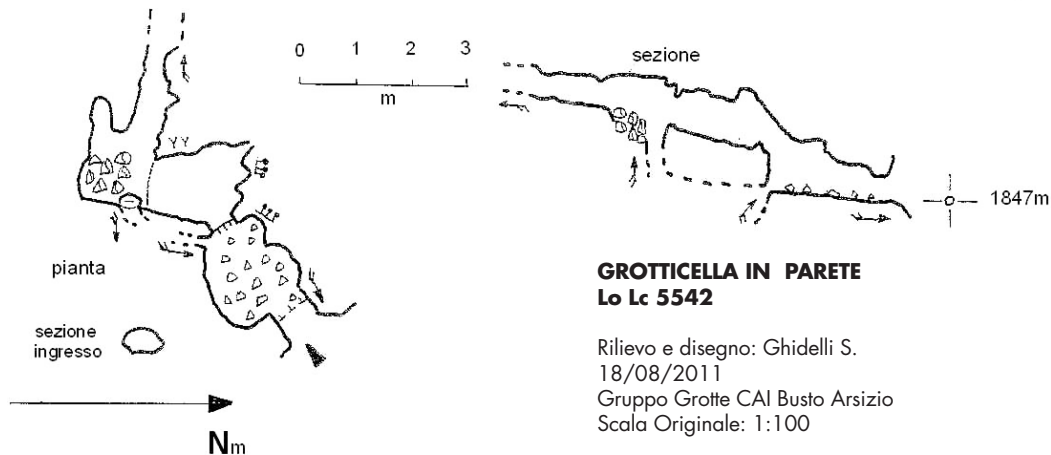 0 1 2 3
m
sezione
1847m
pianta
sezione
ingresso
Nm
GROTTICELLA IN PARETE
Lo Lc 5542
Rilievo e disegno: Ghidelli S.
18/08/2011
Gruppo Grotte CAI Busto Arsizio
Scala Originale: 1:100